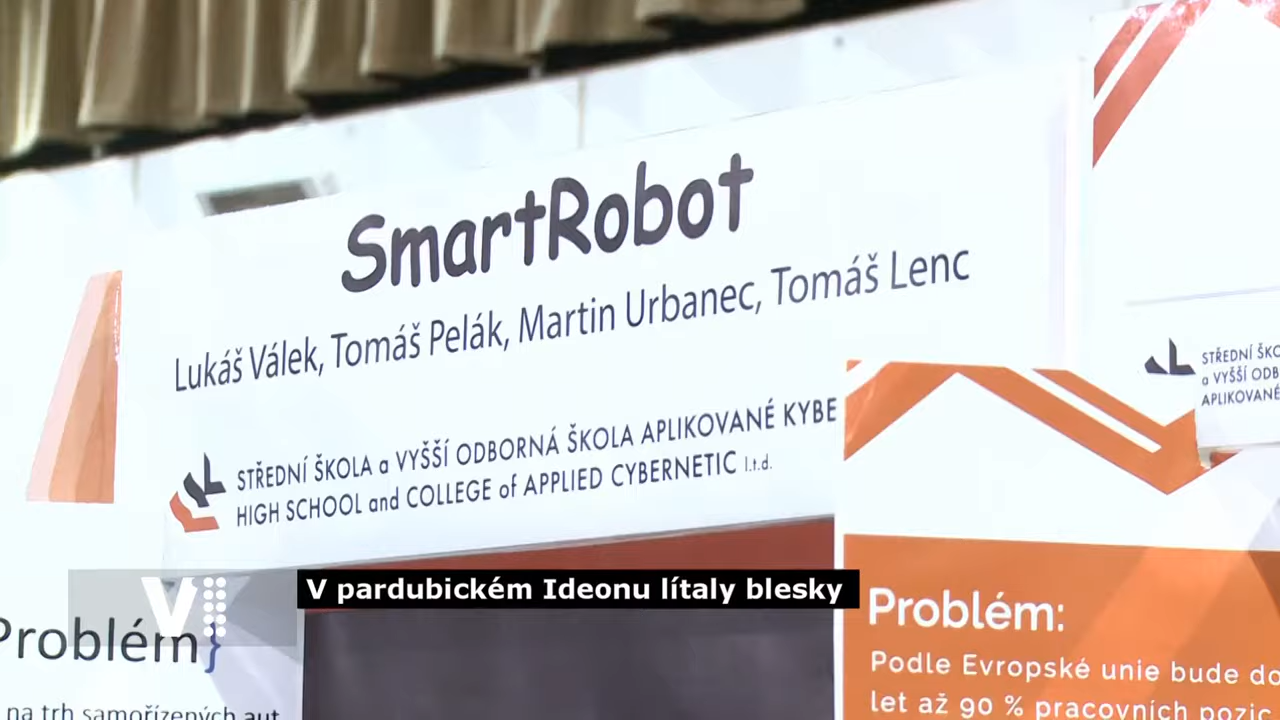 SmartRobot
Lukáš Válek, Tomáš Pelák, Martin Urbanec, Tomáš Lenc
STŘEDNÍ ŠKOLA a VYŠŠÍ ODBORNÁ ŠKOLA APLIKOVANÉ KYBE
HIGH SCHOOL and COLLEGE of APPLIED CYBERNETIC l.t.d.
STŘEDNÍ ŠKO
a VYŠŠÍ ODB
APLIKOVANÉ
V pardubickém Ideonu lítaly blesky
V
Problém}
na trh samořízených aut
Problém:
Podle Evropské unie bude do
let až 90 % pracovních pozic